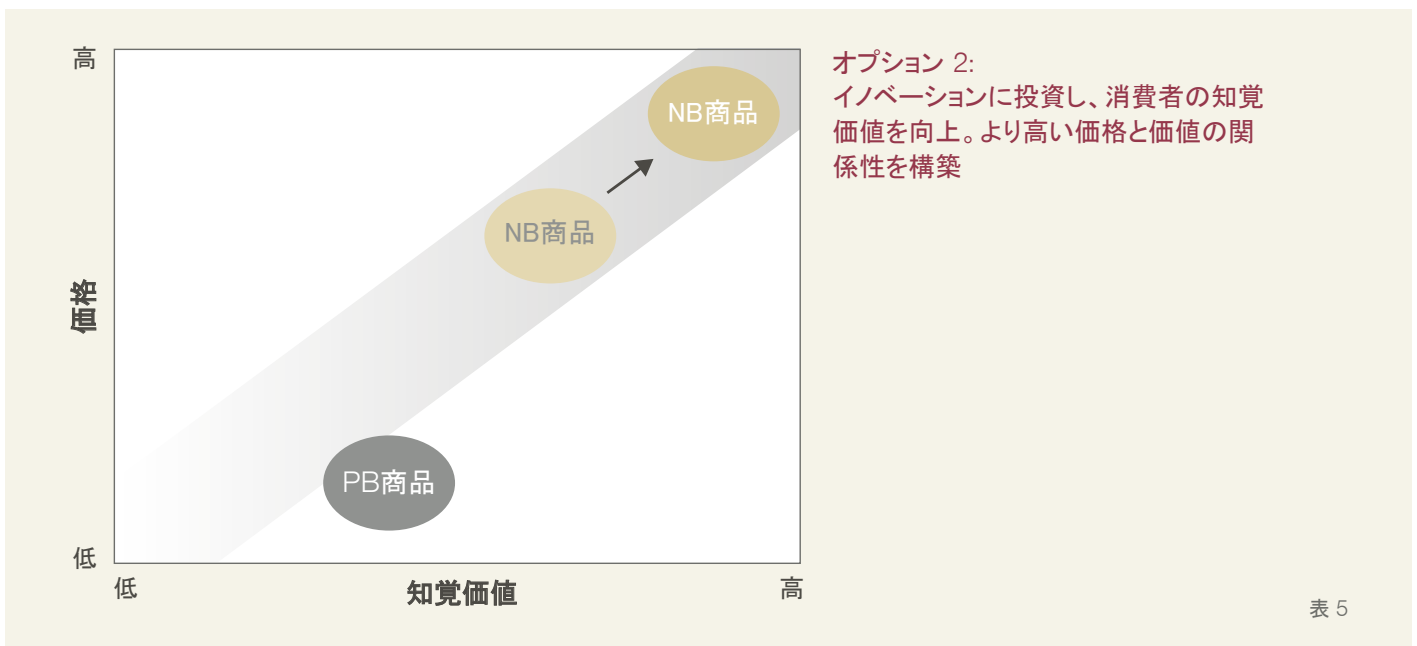 高
NB商品
オプション 2:
イノベーションに投資し、消費者の知覚
価値を向上。より高い価格と価値の関
係性を構築
NB商品
価格
PB商品
低
低
知覚価値
高
表 5